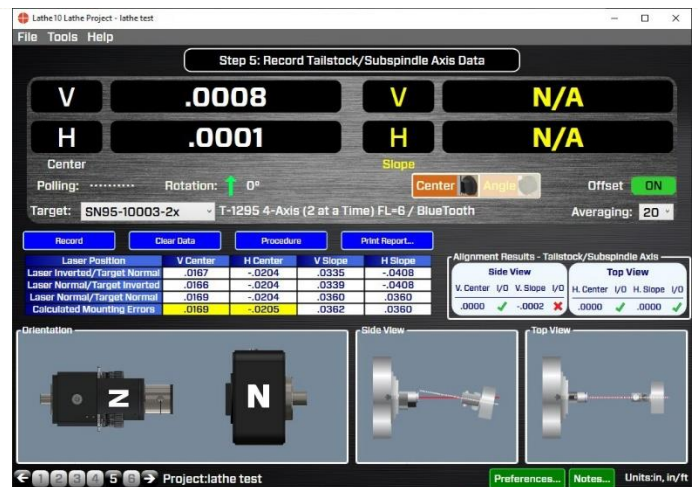 Lathe10 Lathe Project - lathe test
File Tools Help
Step 5: Record Tailstock/Subspindle Axis Data
V .0008 V N/A
H .0001 H N/A
Center Slope
Polling: .......... Rotation: 0° Center Angle Offset ON
Target: SN95-10003-2x T-1295 4-Axis (2 at a Time) FL=6 / BlueTooth Averaging: 20
Record Clear Data Procedure Print Report...
Laser Position V Center H Center V Slope H Slope
Laser Inverted/Target Normal .0167 -.0204 .0335 -.0408
Laser Normal/Target Inverted .0166 -.0204 .0339 -.0408
Laser Normal/Target Normal .0169 -.0204 .0360 .0360
Calculated Mounting Errors .0169 -.0205 .0362 .0360
Alignment Results - Tailstock/Subspindle Axis
Side View Top View
V. Center I/O V. Slope I/O H. Center I/O H. Slope I/O
.0000 -.0002 .0000 .0000
Orientation Side View Top View
N N
1 2 3 4 5 6 Project:lathe test Preferences... Notes... Units:in, in/ft